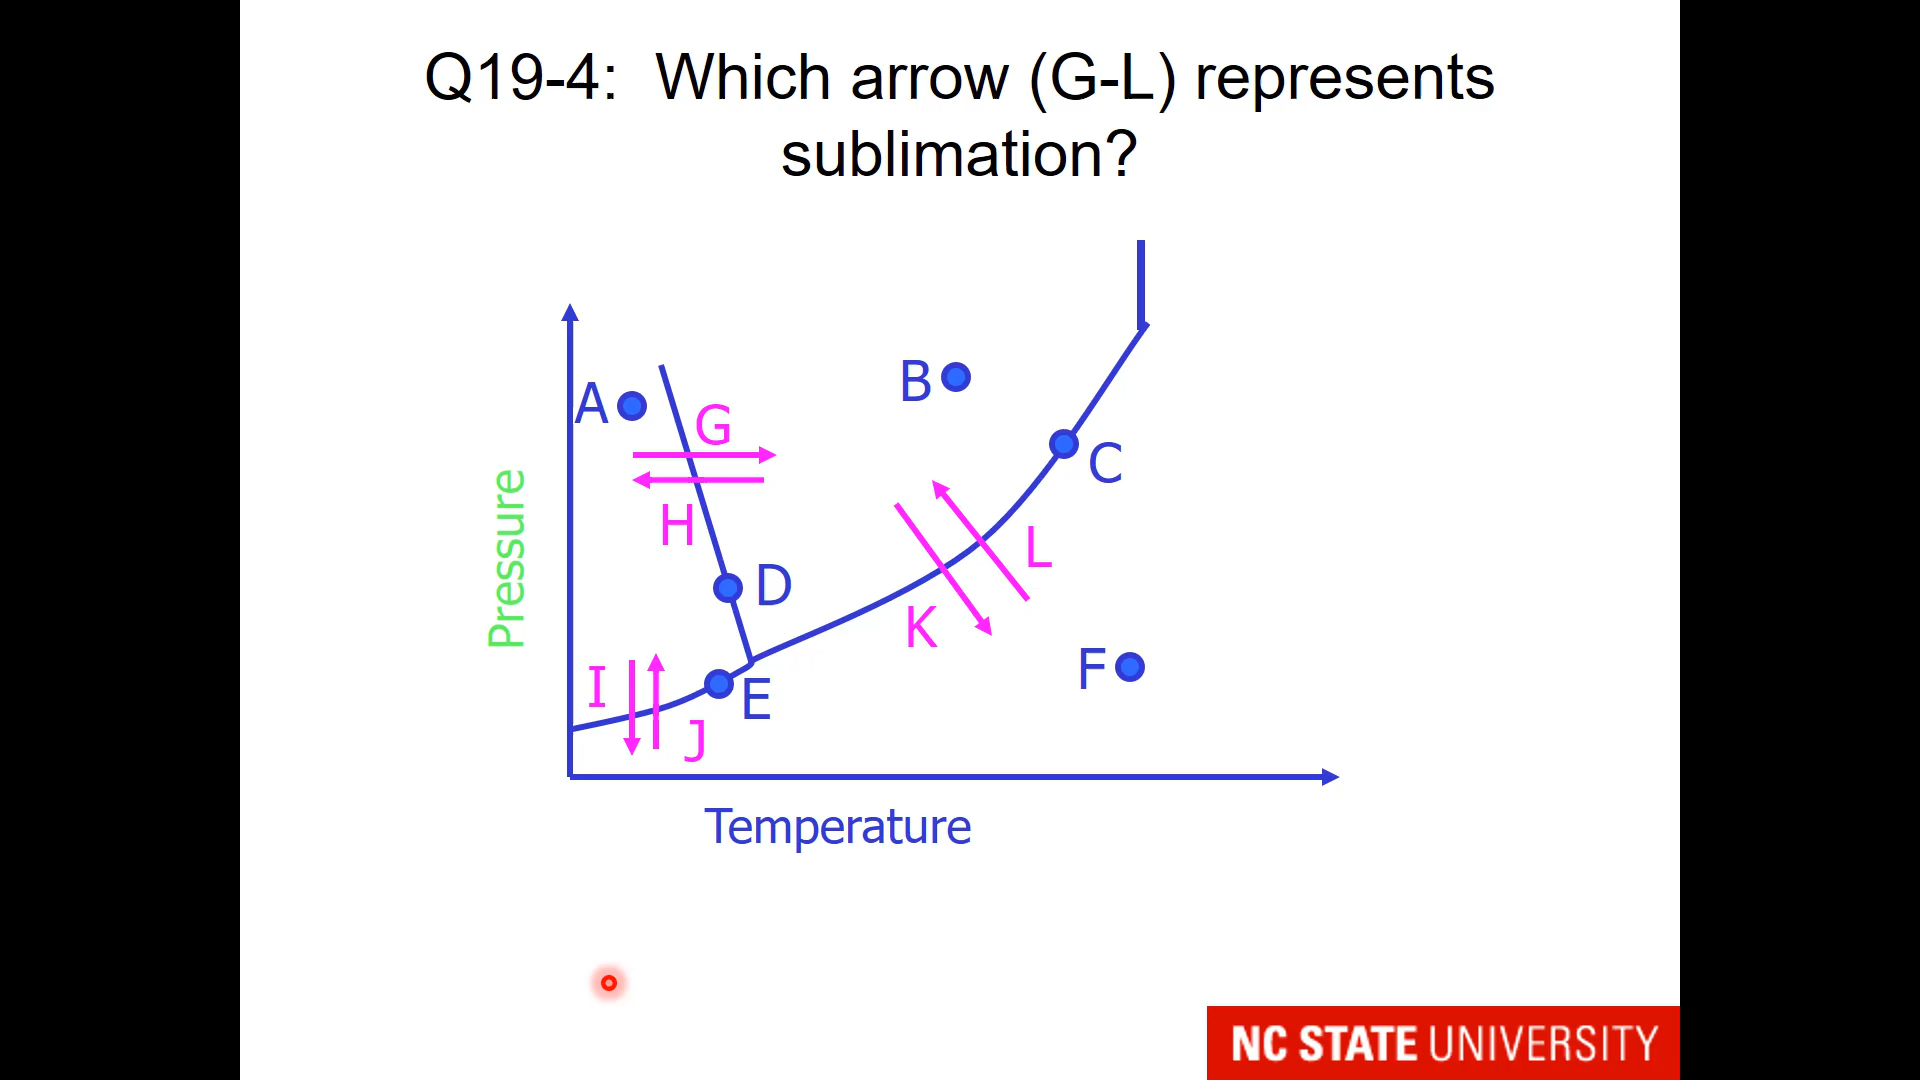 Q19-4: Which arrow (G-L) represents
sublimation?
B
A
G
C
H
L
D
K
F
I
E
J
Pressure
Temperature
NC STATE UNIVERSITY